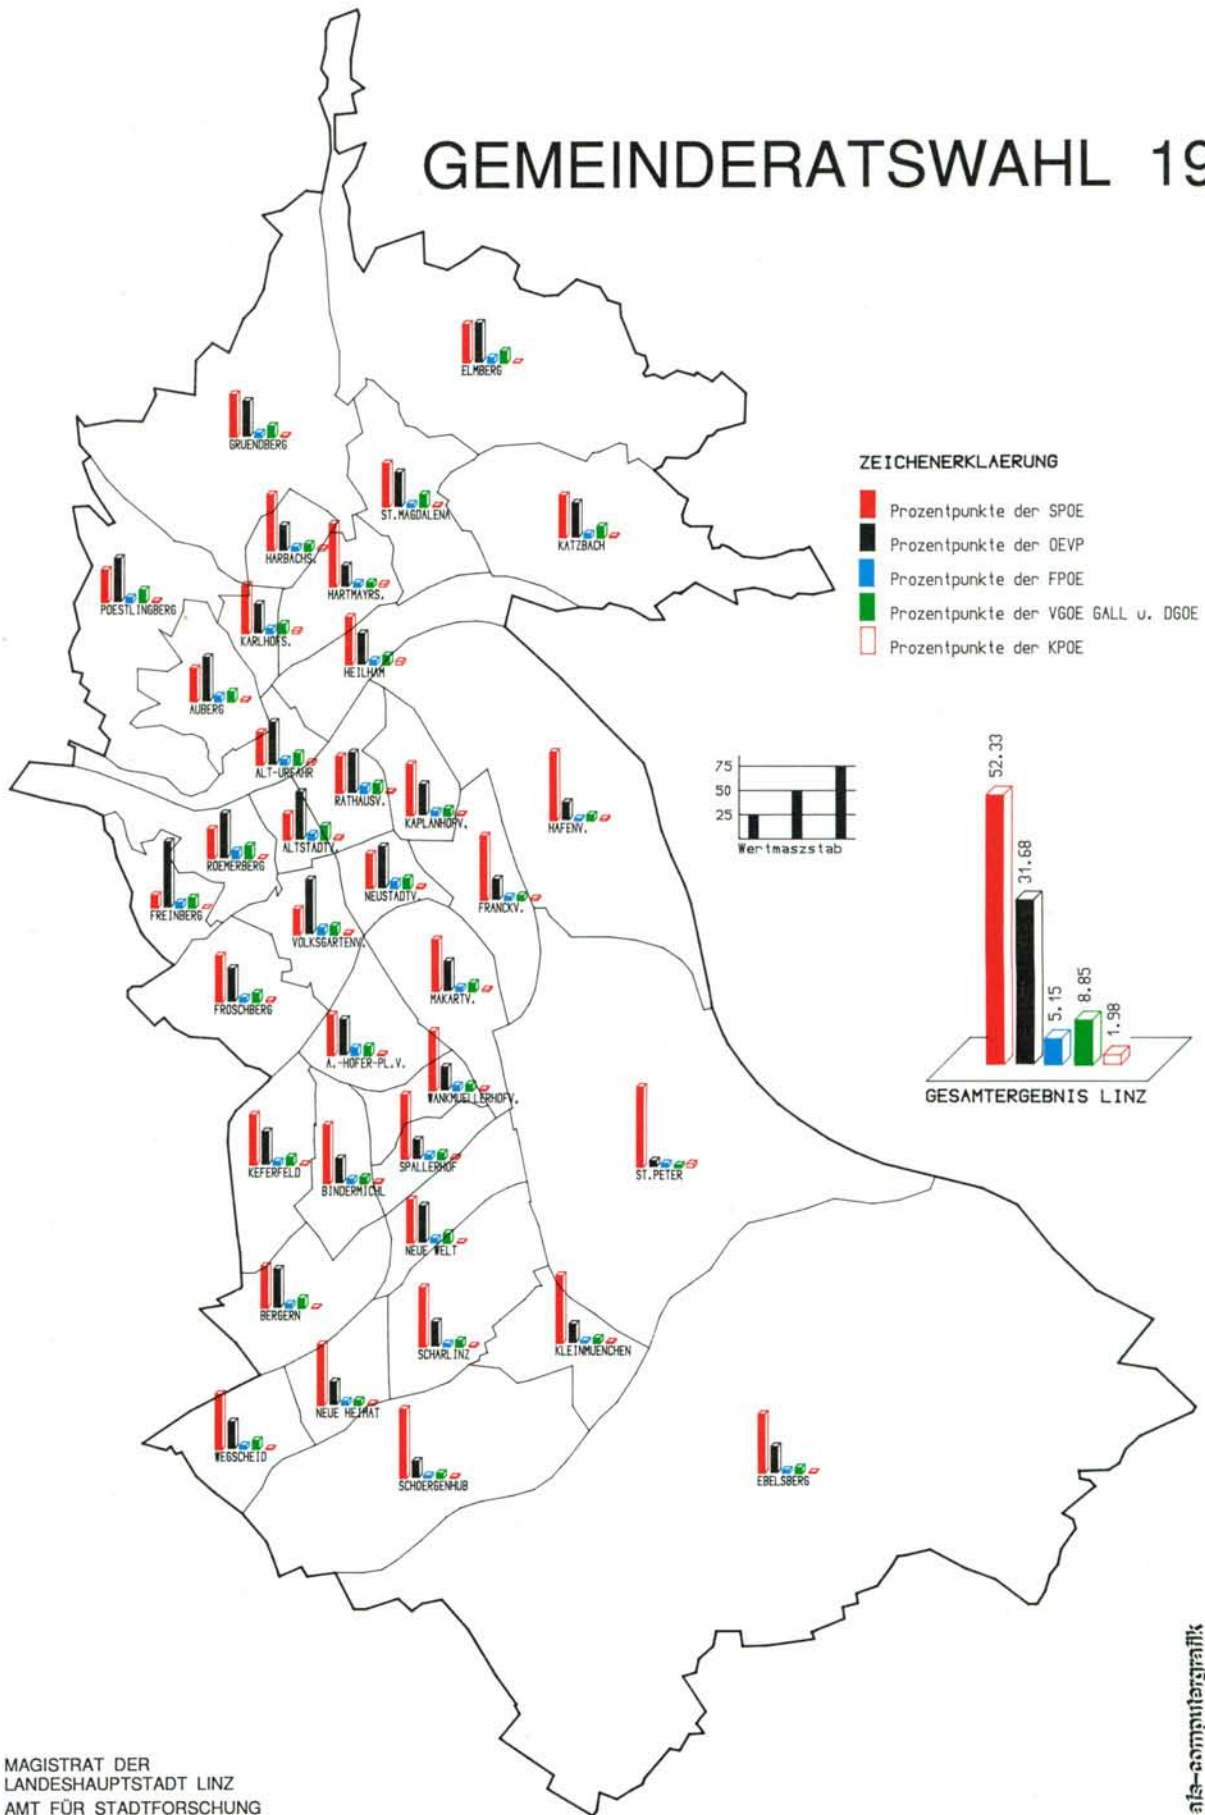 GEMEINDERATSWAHL 19
ELMBERG
GRUENDBERG
ZEICHENERKLAERUNG
Prozentpunkte der SPOE
Prozentpunkte der OEVP
Prozentpunkte der FPOE
Prozentpunkte der VGOE GALL u. DGOE
Prozentpunkte der KPOE
ST.MAGDALENA
KATZBACH
HARBACHS.
HARTMAYRS.
POESTLINGBERG
KARLHOFS.
HEILHAM
AUBERG
ALT-URFAHR
RATHAUSV.
KAPLANHOFV.
HAFENV.
75
50
25
Wertmaszstab
ALTSTADTV.
ROEMERBERG
NEUSTADTV.
FRANCKV.
FREINBERG
VOLKSGARTENV.
52.33
31.68
5.15
8.85
1.98
GESAMTERGEBNIS LINZ
FROSCHBERG
MAKARTV.
A.-HOFER-PL.V.
WANKMUELLERHOFV.
KEFERFELD
BINDERMICHL
SPALLERHOF
ST.PETER
NEUE WELT
BERGERN
SCHARLINZ
KLEINMUENCHEN
NEUE HEIMAT
WEGSCHEID
SCHOERGENHUB
EBELSBERG
MAGISTRAT DER
LANDESHAUPTSTADT LINZ
AMT FÜR STADTFORSCHUNG